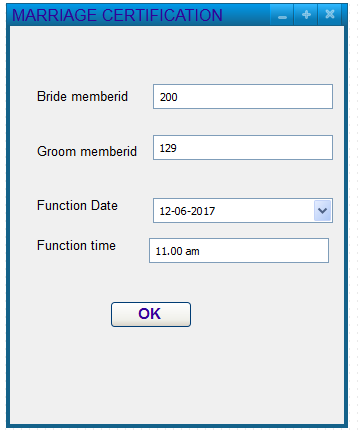 MARRIAGE CERTIFICATION
Bride memberid 200
Groom memberid 129
Function Date 12-06-2017
Function time 11.00 am
OK